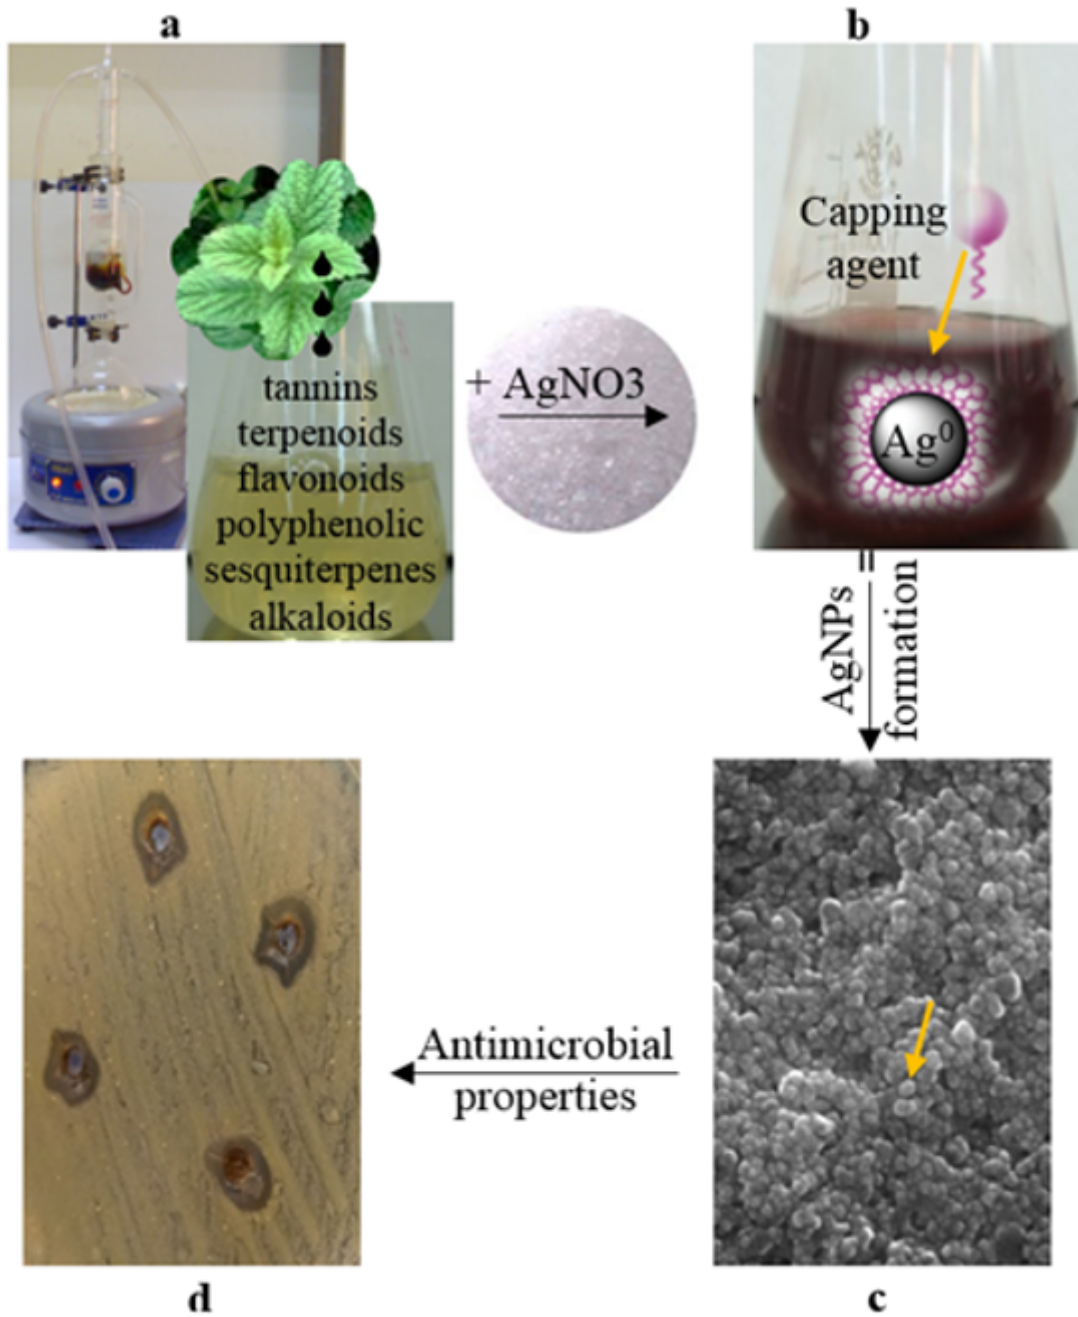 a
b
tannins
terpenoids
flavonoids
polyphenolic
sesquiterpenes
alkaloids
+ AgNO3
Capping
agent
Ag⁰
AgNPs
formation
Antimicrobial
properties
d
c